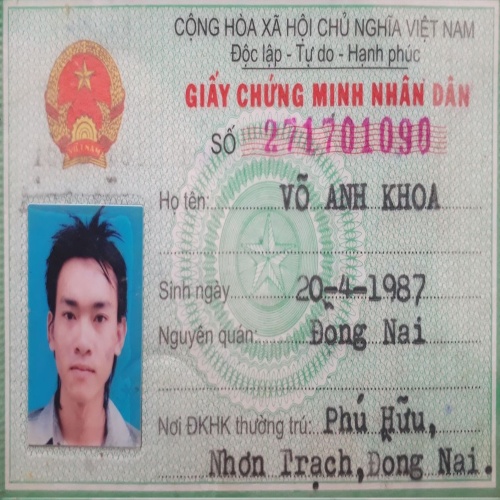 CỘNG HÒA XÃ HỘI CHỦ NGHĨA VIỆT NAM
Độc lập - Tự do - Hạnh phúc
GIẤY CHỨNG MINH NHÂN DÂN
SỐ 271701090
Họ tên: VÕ ANH KHOA
Sinh ngày 20-4-1987
Nguyên quán: Đồng Nai
Nơi ĐKHK thường trú: Phú Hữu,
Nhơn Trạch, Đồng Nai.
VIỆT NAM